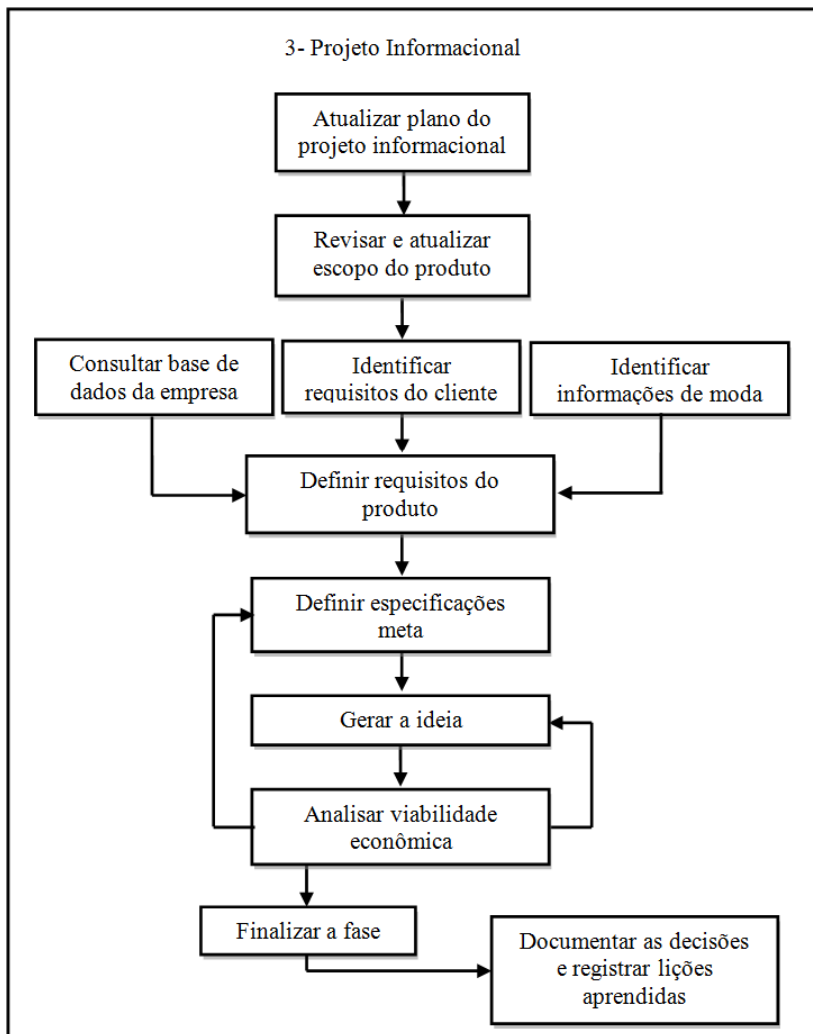 3- Projeto Informacional
Atualizar plano do
projeto informacional
Revisar e atualizar
escopo do produto
Consultar base de
dados da empresa
Identificar
requisitos do cliente
Identificar
informações de moda
Definir requisitos do
produto
Definir especificações
meta
Gerar a ideia
Analisar viabilidade
econômica
Finalizar a fase
Documentar as decisões
e registrar lições
aprendidas